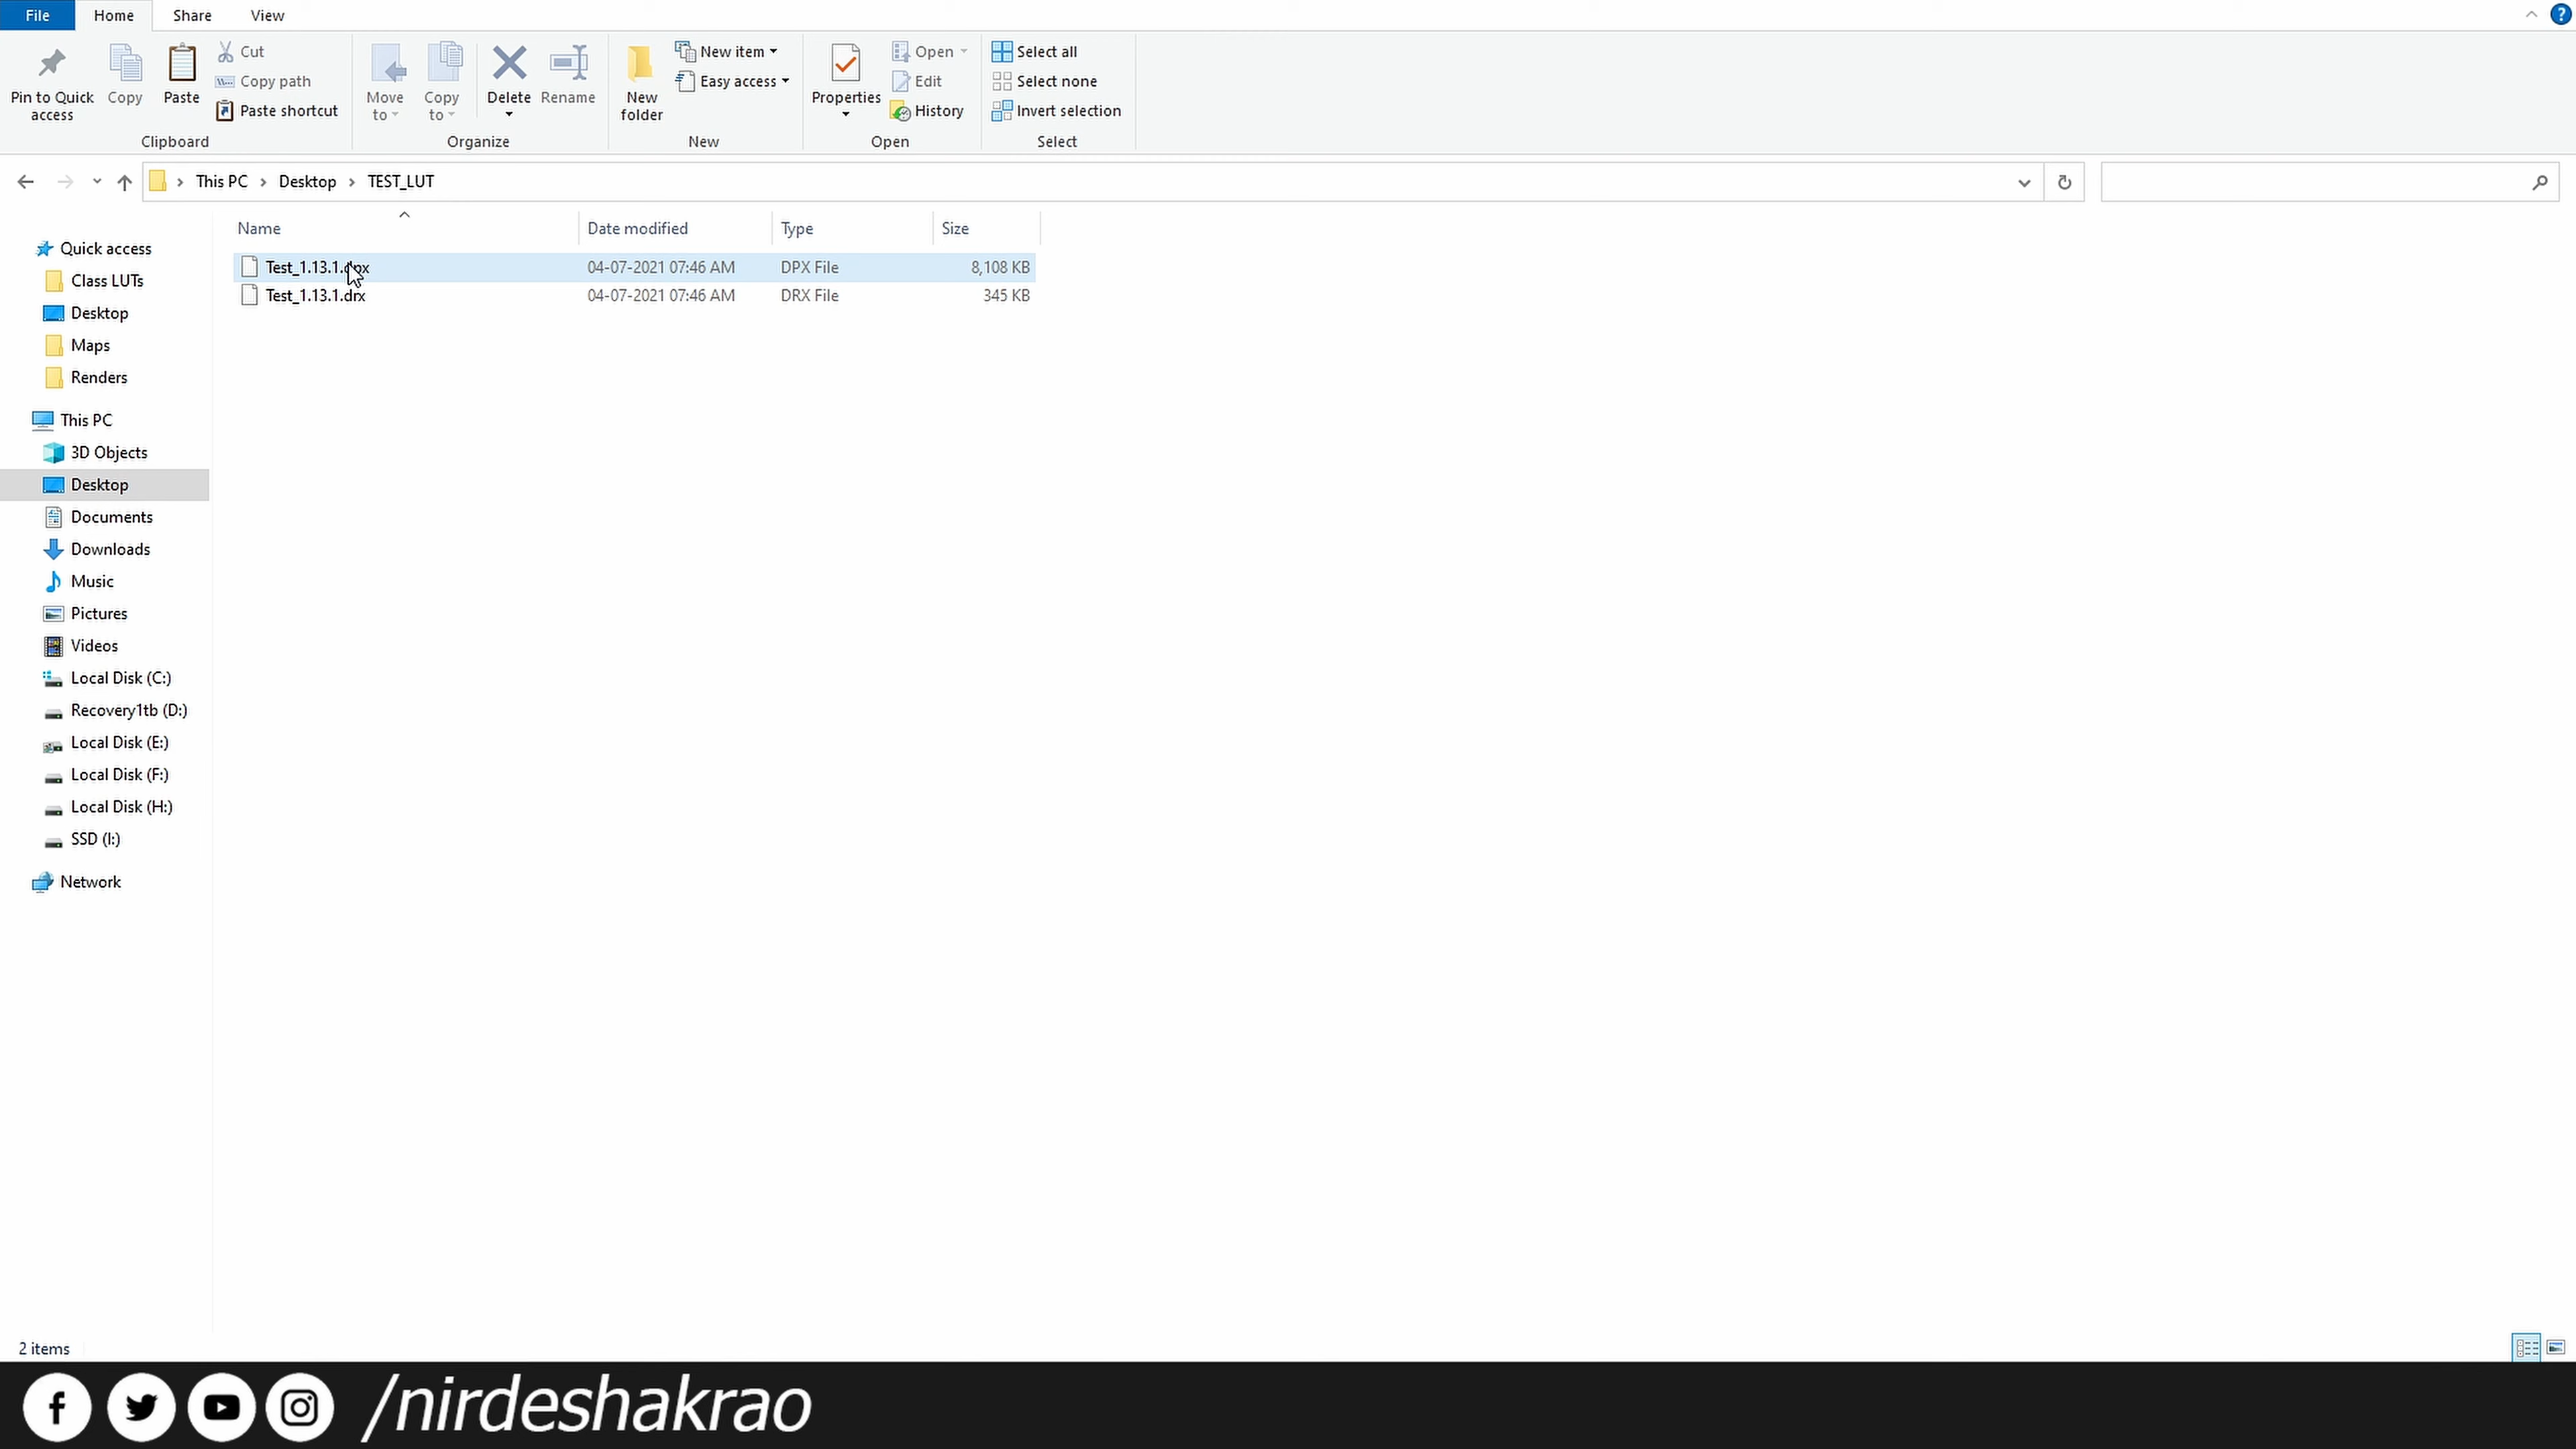 File Home Share View
Pin to Quick access
Copy
Paste
Cut
Copy path
Paste shortcut
Clipboard
Move to
Copy to
Delete
Rename
Organize
New folder
New item
Easy access
New
Properties
Open
Edit
History
Open
Select all
Select none
Invert selection
Select
This PC > Desktop > TEST_LUT
Name Date modified Type Size
Test_1.13.1.dpx 04-07-2021 07:46 AM DPX File 8,108 KB
Test_1.13.1.drx 04-07-2021 07:46 AM DRX File 345 KB
Quick access
Class LUTs
Desktop
Maps
Renders
This PC
3D Objects
Desktop
Documents
Downloads
Music
Pictures
Videos
Local Disk (C:)
Recovery1tb (D:)
Local Disk (E:)
Local Disk (F:)
Local Disk (H:)
SSD (I:)
Network
2 items
/nirdeshakrao